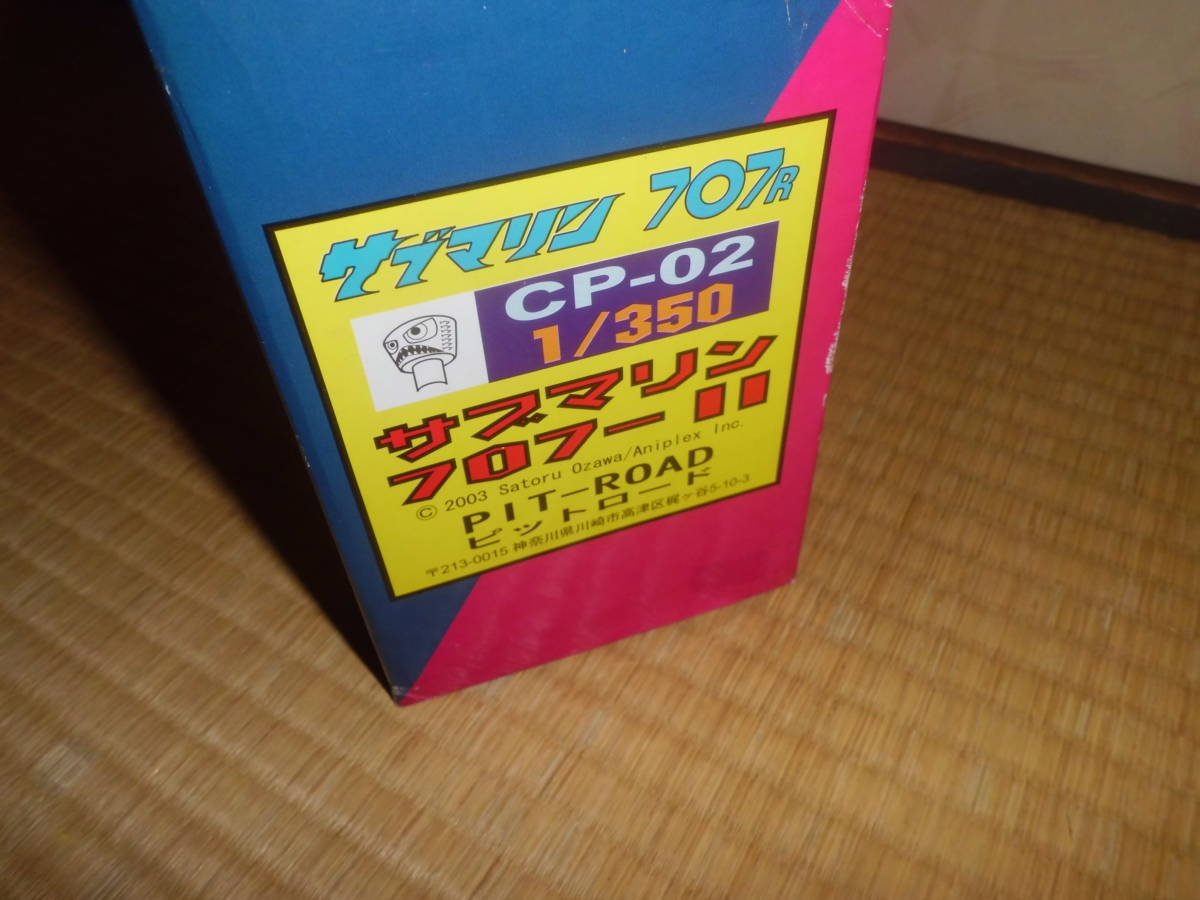 サブマリン 707R
CP-02
1/350
サブマリン
707-II
© 2003 Satoru Ozawa/Aniplex Inc.
PIT-ROAD
ピットロード
〒213-0015 神奈川県川崎市高津区梶ヶ谷5-10-3